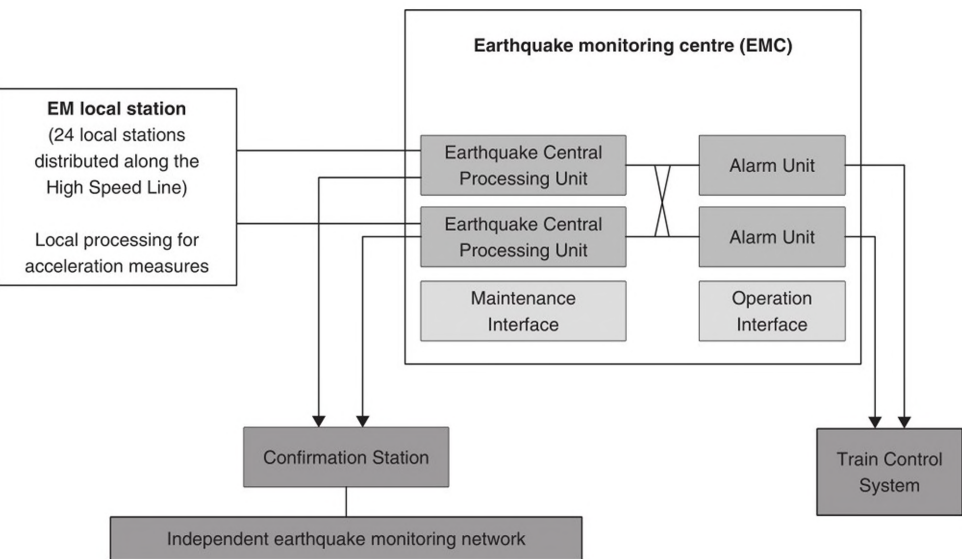 Earthquake monitoring centre (EMC)
EM local station
(24 local stations
distributed along the
High Speed Line)
Local processing for
acceleration measures
Earthquake Central
Processing Unit
Alarm Unit
Earthquake Central
Processing Unit
Alarm Unit
Maintenance
Interface
Operation
Interface
Confirmation Station
Train Control
System
Independent earthquake monitoring network